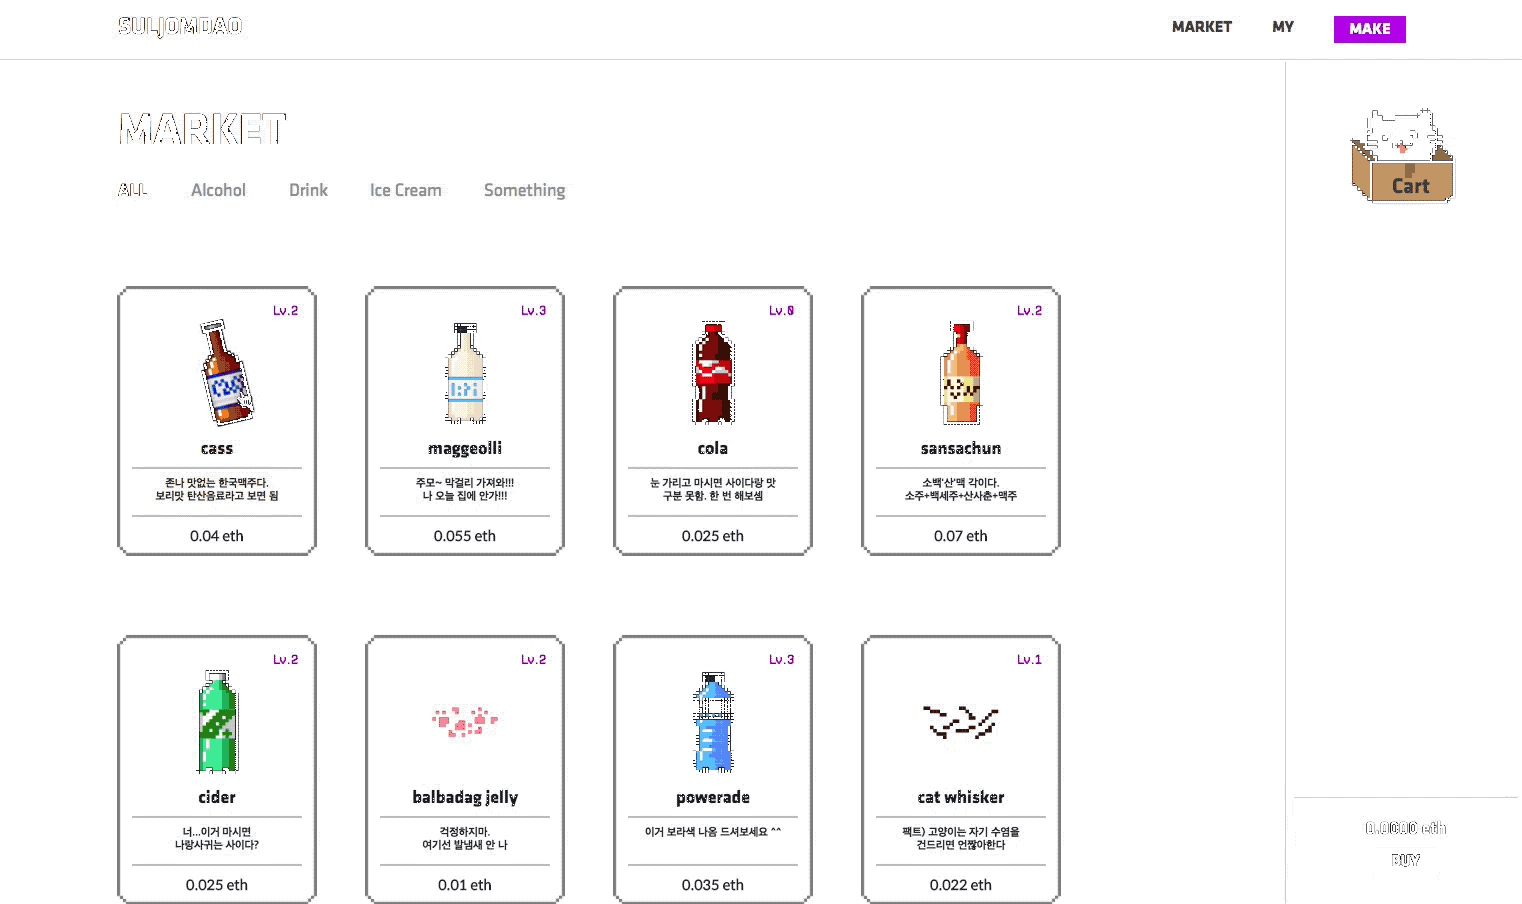 SULJOMDAO
MARKET MY MAKE
MARKET
ALL Alcohol Drink Ice Cream Something
Cart
Lv.2
cass
존나 맛없는 한국맥주다.
보리맛 탄산음료라고 보면 됨
0.04 eth
Lv.3
maggeolli
주모~ 막걸리 가져와!!!
나 오늘 집에 안가!!!
0.055 eth
Lv.0
cola
눈 가리고 마시면 사이다랑 맛
구분 못함. 한 번 해보셈
0.025 eth
Lv.2
sansachun
소백'산'맥 각이다.
소주+백세주+산사춘+맥주
0.07 eth
Lv.2
cider
너...이거 마시면
나랑사귀는 사이다?
0.025 eth
Lv.2
balbadag jelly
걱정하지마.
여기선 발냄새 안 나
0.01 eth
Lv.3
powerade
이거 보라색 나옴 드셔보세요 ^^
0.035 eth
Lv.1
cat whisker
팩트) 고양이는 자기 수염을
건드리면 언짢아한다
0.022 eth
0.0000 eth
BUY